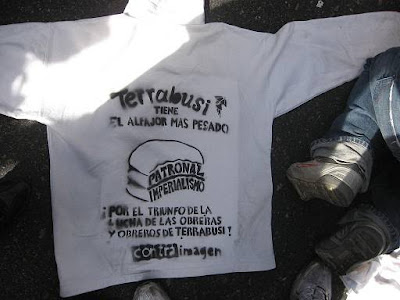 Terrabusi
TIENE
EL ALFAJOR MAS PESADO
PATRONAL
IMPERIALISMO
¡POR EL TRIUNFO DE LA
LUCHA DE LAS OBRERAS
Y OBREROS DE TERRABUSI!
contraimagen